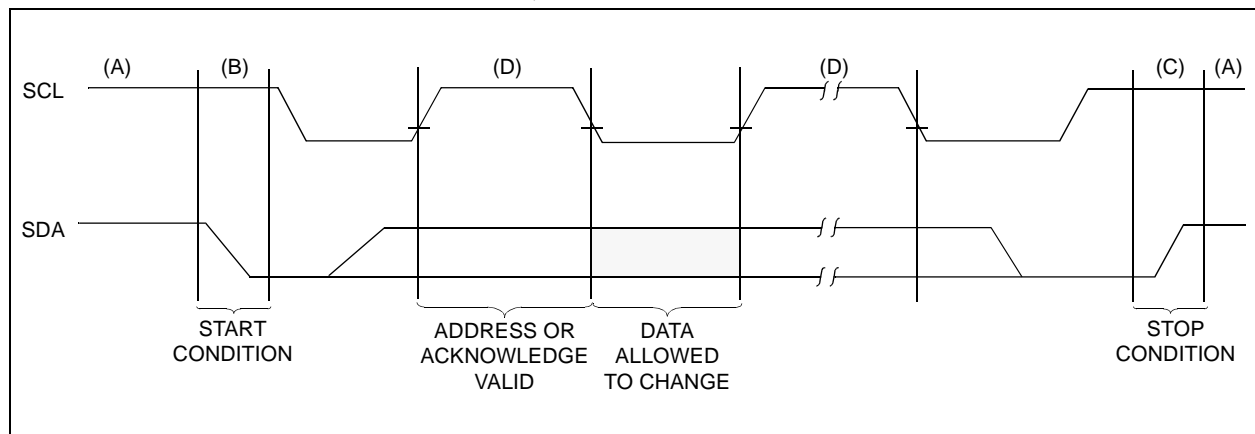 (A) (B) (D) (D) (C) (A)
SCL
SDA
START
CONDITION
ADDRESS OR
ACKNOWLEDGE
VALID
DATA
ALLOWED
TO CHANGE
STOP
CONDITION